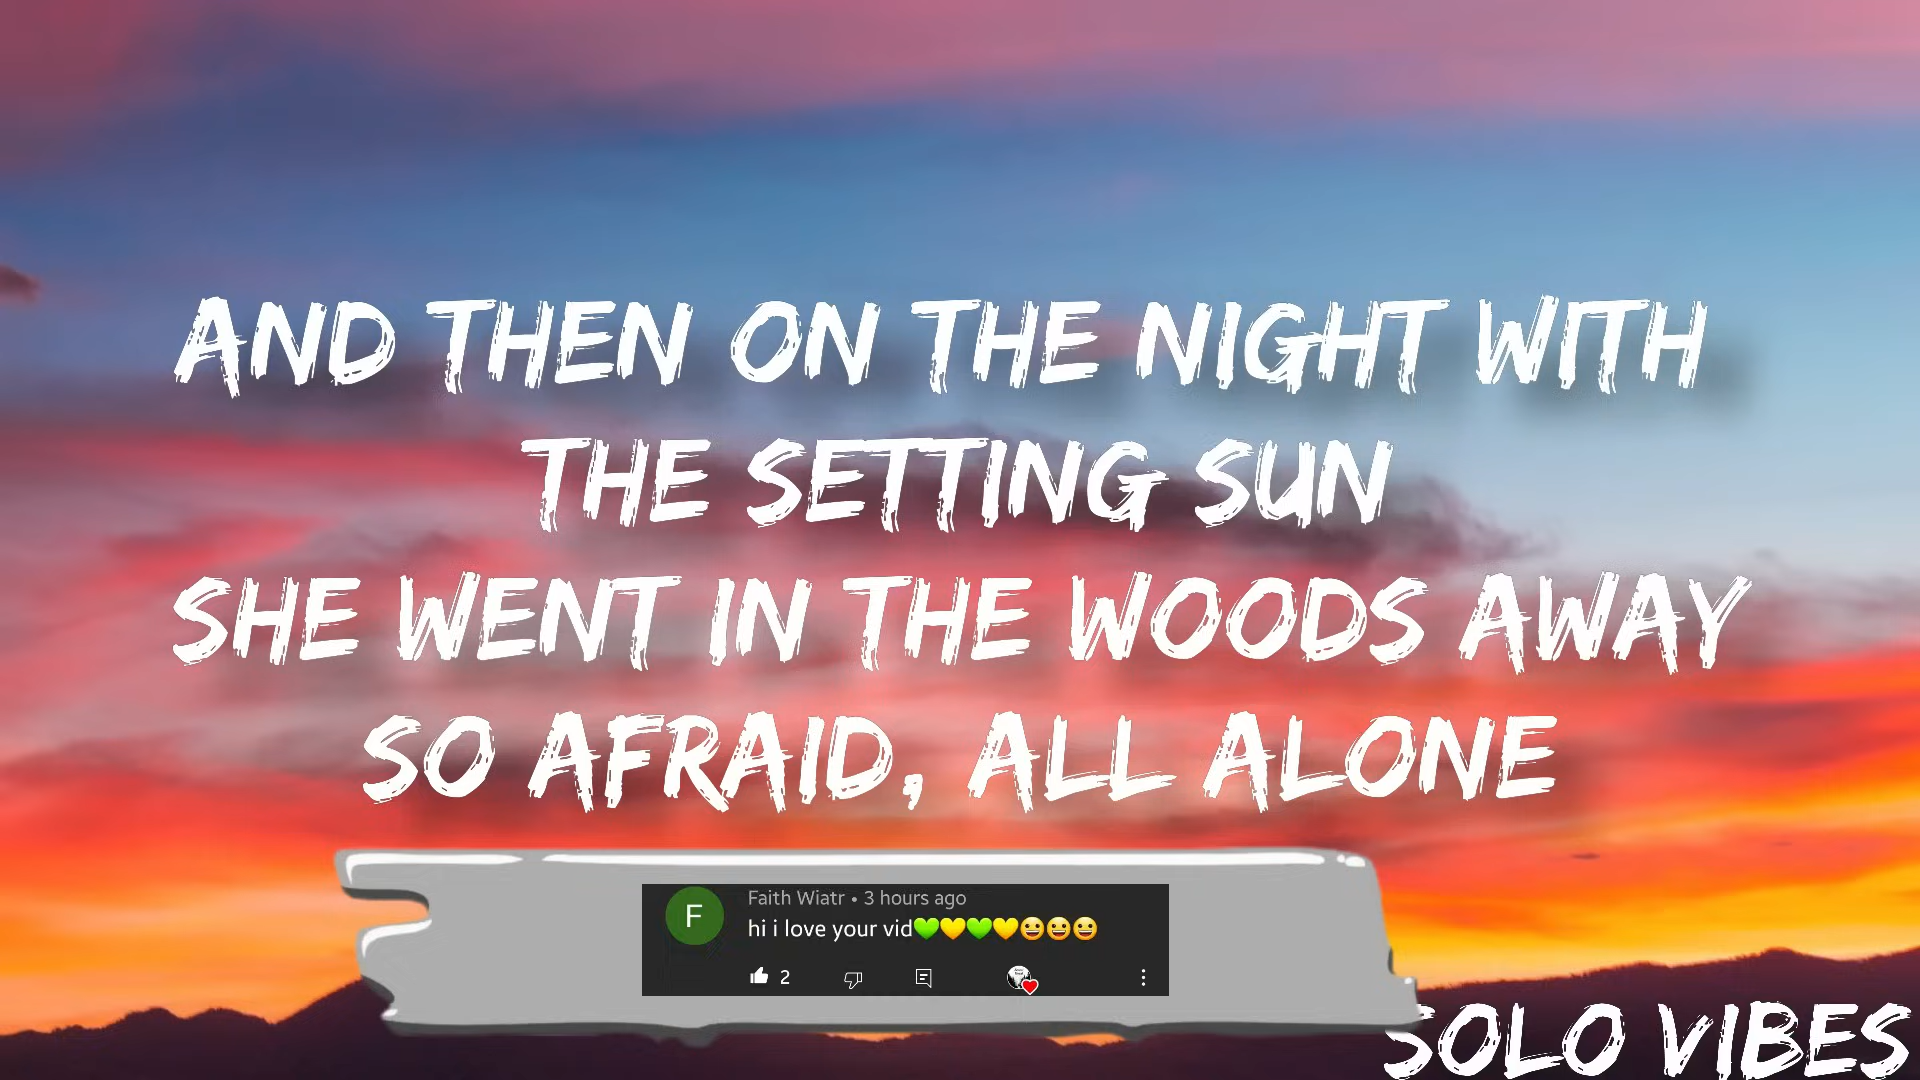 AND THEN ON THE NIGHT WITH
THE SETTING SUN
SHE WENT IN THE WOODS AWAY
SO AFRAID, ALL ALONE
F
Faith Wiatr • 3 hours ago
hi i love your vid💚💛💚💛😀😀😀
2
SOLO VIBES